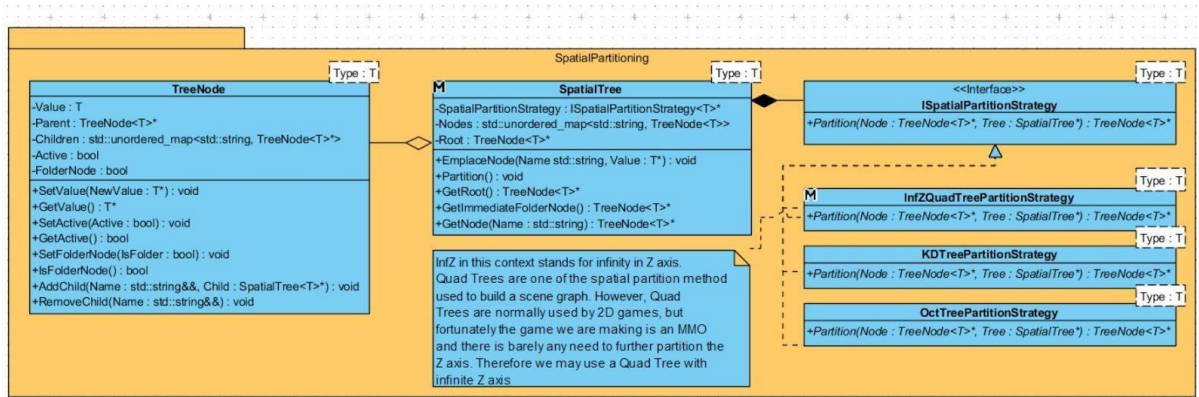 SpatialPartitioning
Type : T
TreeNode
-Value : T
-Parent : TreeNode<T>*
-Children : std::unordered_map<std::string, TreeNode<T>*>
-Active : bool
-FolderNode : bool
+SetValue(NewValue : T*) : void
+GetValue() : T*
+SetActive(Active : bool) : void
+GetActive() : bool
+SetFolderNode(IsFolder : bool) : void
+IsFolderNode() : bool
+AddChild(Name : std::string&&, Child : SpatialTree<T>*) : void
+RemoveChild(Name : std::string&&) : void
Type : T
M
SpatialTree
-SpatialPartitionStrategy : ISpatialPartitionStrategy<T>*
-Nodes : std::unordered_map<std::string, TreeNode<T>>
-Root : TreeNode<T>*
+EmplaceNode(Name std::string, Value : T*) : void
+Partition() : void
+GetRoot() : TreeNode<T>*
+GetImmediateFolderNode() : TreeNode<T>*
+GetNode(Name : std::string) : TreeNode<T>*
InfZ in this context stands for infinity in Z axis.
Quad Trees are one of the spatial partition method
used to build a scene graph. However, Quad
Trees are normally used by 2D games, but
fortunately the game we are making is an MMO
and there is barely any need to further partition the
Z axis. Therefore we may use a Quad Tree with
infinite Z axis
Type : T
<<Interface>>
ISpatialPartitionStrategy
+Partition(Node : TreeNode<T>*, Tree : SpatialTree*) : TreeNode<T>*
Type : T
M
InfZQuadTreePartitionStrategy
+Partition(Node : TreeNode<T>*, Tree : SpatialTree*) : TreeNode<T>*
Type : T
KDTreePartitionStrategy
+Partition(Node : TreeNode<T>*, Tree : SpatialTree*) : TreeNode<T>*
Type : T
OctTreePartitionStrategy
+Partition(Node : TreeNode<T>*, Tree : SpatialTree*) : TreeNode<T>*